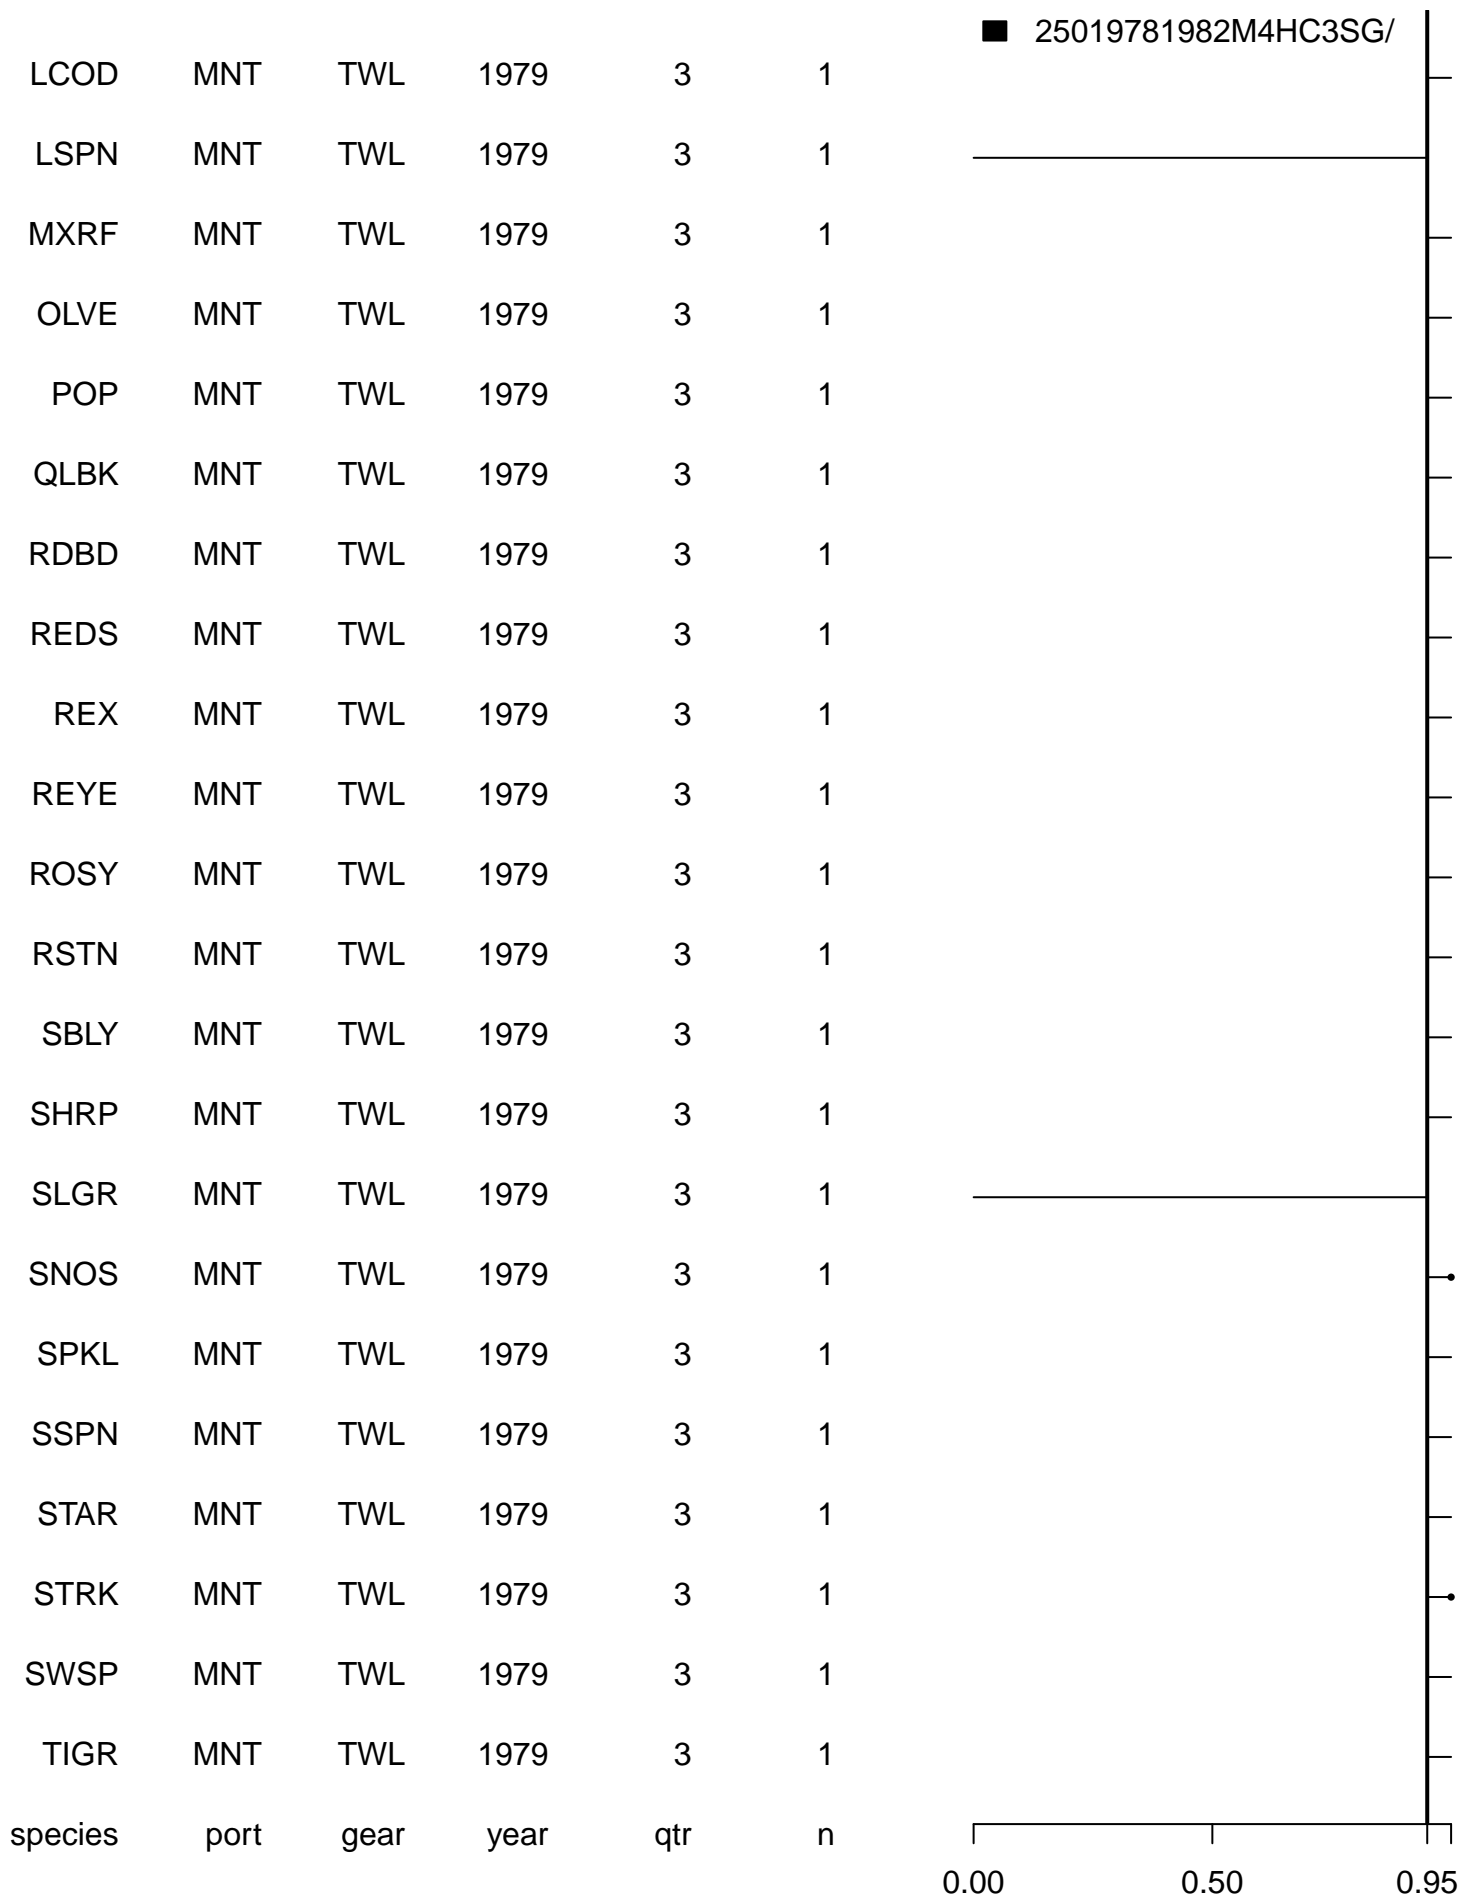 25019781982M4HC3SG/
LCOD MNT TWL 1979 3 1
LSPN MNT TWL 1979 3 1
MXRF MNT TWL 1979 3 1
OLVE MNT TWL 1979 3 1
POP MNT TWL 1979 3 1
QLBK MNT TWL 1979 3 1
RDBD MNT TWL 1979 3 1
REDS MNT TWL 1979 3 1
REX MNT TWL 1979 3 1
REYE MNT TWL 1979 3 1
ROSY MNT TWL 1979 3 1
RSTN MNT TWL 1979 3 1
SBLY MNT TWL 1979 3 1
SHRP MNT TWL 1979 3 1
SLGR MNT TWL 1979 3 1
SNOS MNT TWL 1979 3 1
SPKL MNT TWL 1979 3 1
SSPN MNT TWL 1979 3 1
STAR MNT TWL 1979 3 1
STRK MNT TWL 1979 3 1
SWSP MNT TWL 1979 3 1
TIGR MNT TWL 1979 3 1
species port gear year qtr n
0.00 0.50 0.95